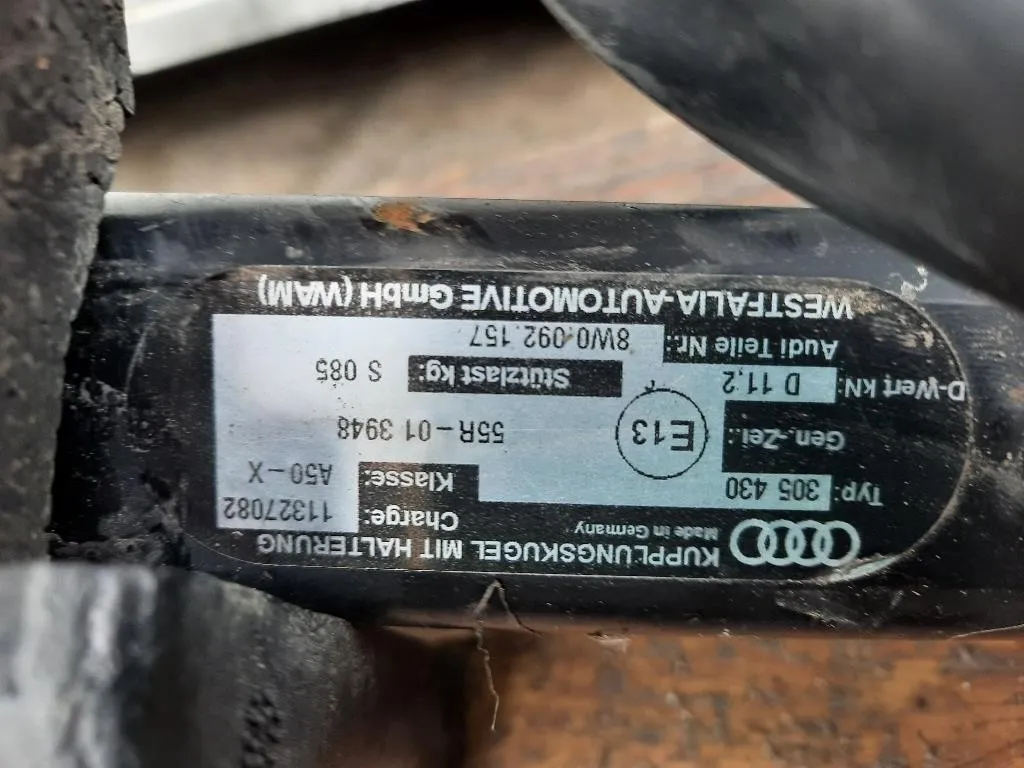 KUPPLUNGSKUGEL MIT HALTERUNG
Made in Germany
Charge: 11327082
Typ: 305 430 Klasse: A50-X
Gen.-Zei.: E13 55R-01 3948
D-Wert kN: D 11,2 Stützlast kg: S 085
Audi Teile Nr.: 8W0.092.157
WESTFALIA-AUTOMOTIVE GmbH (WAM)